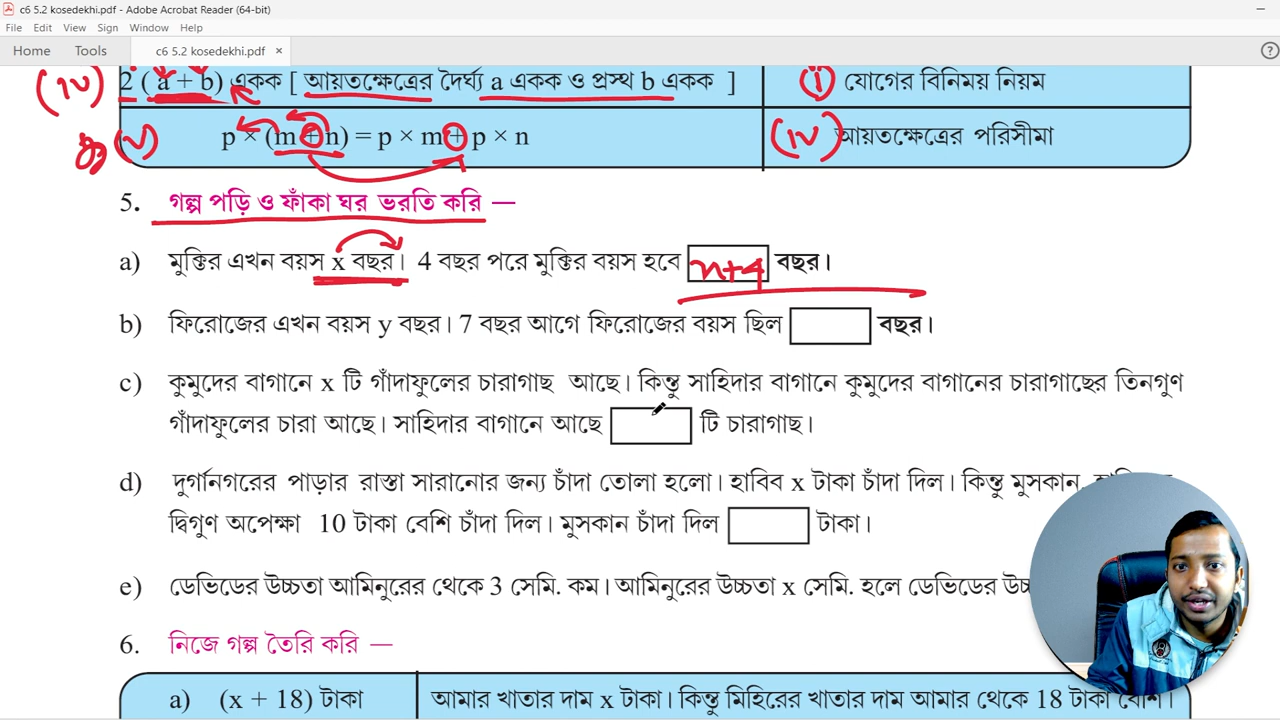 c6 5.2 kosedekhi.pdf - Adobe Acrobat Reader (64-bit)
File Edit View Sign Window Help
Home Tools c6 5.2 kosedekhi.pdf ×
(iv) 2 ( a + b) একক [ আয়তক্ষেত্রের দৈর্ঘ্য a একক ও প্রস্থ b একক ] (i) যোগের বিনিময় নিয়ম
(v) p × (m + n) = p × m + p × n (iv) আয়তক্ষেত্রের পরিসীমা
5. গল্প পড়ি ও ফাঁকা ঘর ভরতি করি —
a) মুক্তির এখন বয়স x বছর। 4 বছর পরে মুক্তির বয়স হবে x+4 বছর।
b) ফিরোজের এখন বয়স y বছর। 7 বছর আগে ফিরোজের বয়স ছিল বছর।
c) কুমুদের বাগানে x টি গাঁদাফুলের চারাগাছ আছে। কিন্তু সাহিদার বাগানে কুমুদের বাগানের চারাগাছের তিনগুণ
গাঁদাফুলের চারা আছে। সাহিদার বাগানে আছে টি চারাগাছ।
d) দুর্গানগরের পাড়ার রাস্তা সারানোর জন্য চাঁদা তোলা হলো। হাবিব x টাকা চাঁদা দিল। কিন্তু মুসকান,
দ্বিগুণ অপেক্ষা 10 টাকা বেশি চাঁদা দিল। মুসকান চাঁদা দিল টাকা।
e) ডেভিডের উচ্চতা আমিনুরের থেকে 3 সেমি. কম। আমিনুরের উচ্চতা x সেমি. হলে ডেভিডের
6. নিজে গল্প তৈরি করি —
a) (x + 18) টাকা আমার খাতার দাম x টাকা। কিন্তু মিহিরের খাতার দাম আমার থেকে 18 টাকা বেশি।